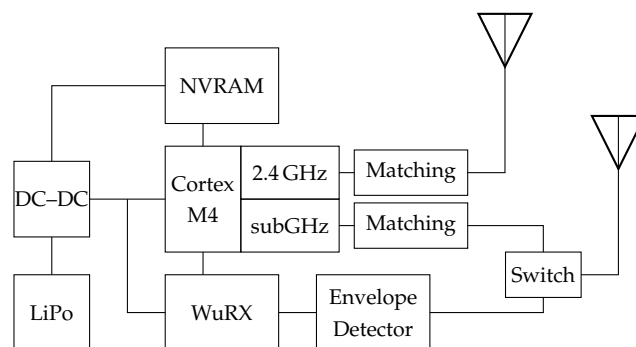 NVRAM
Cortex
M4
2.4 GHz
Matching
subGHz
Matching
DC–DC
Switch
LiPo
WuRX
Envelope
Detector